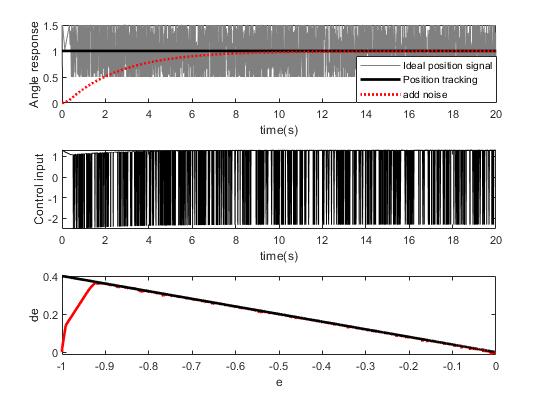 1.5
1
0.5
0
Angle response
Ideal position signal
Position tracking
add noise
0 2 4 6 8 10 12 14 16 18 20
time(s)
1
0
-1
-2
Control input
0 2 4 6 8 10 12 14 16 18 20
time(s)
0.4
0.2
0
de
-1 -0.9 -0.8 -0.7 -0.6 -0.5 -0.4 -0.3 -0.2 -0.1 0
e